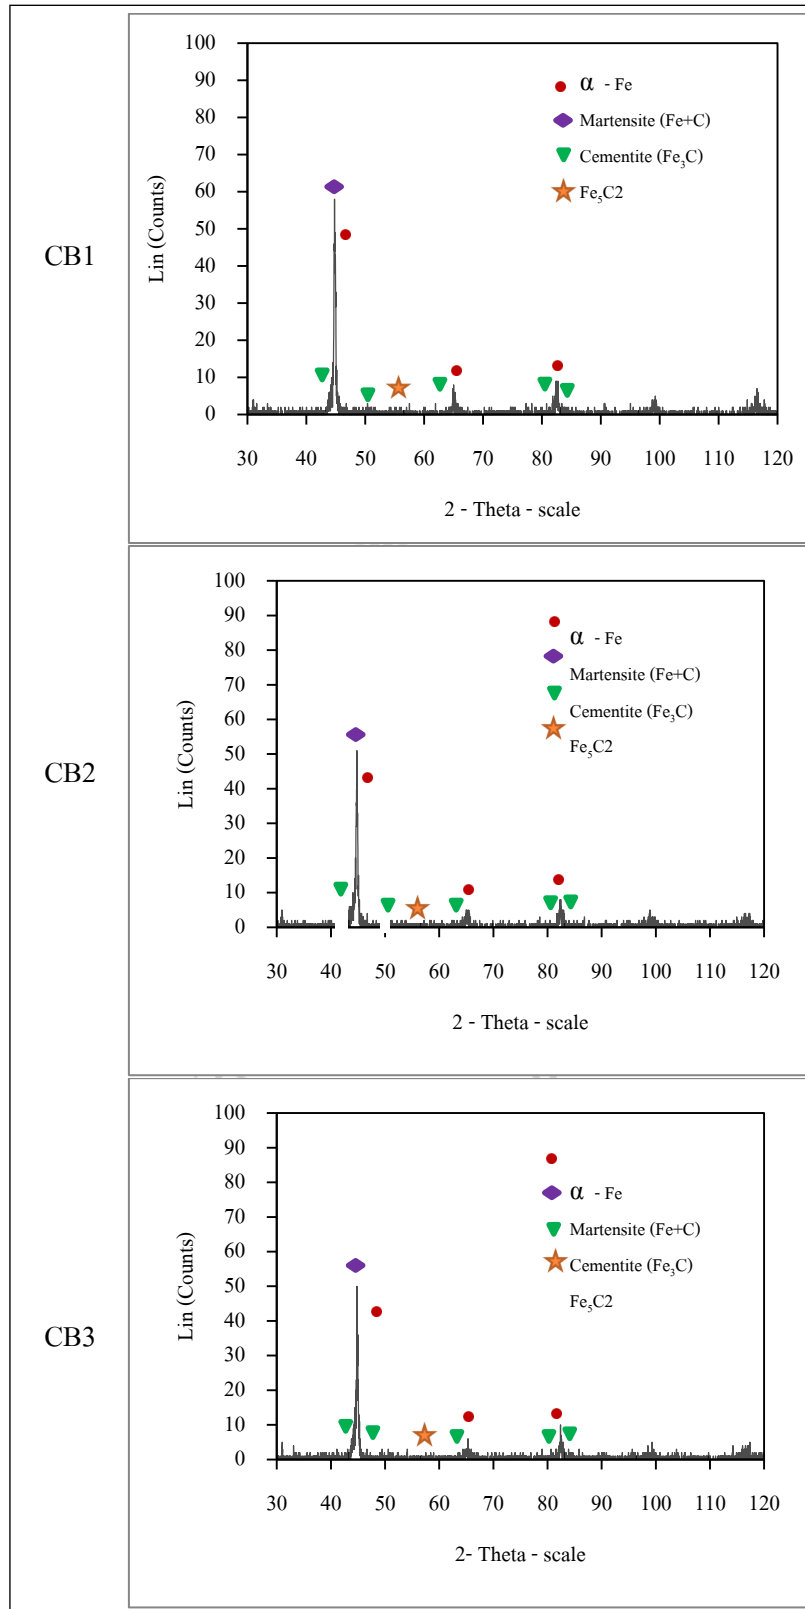 CB1
Lin (Counts)
100
90
80
70
60
50
40
30
20
10
0
α - Fe
Martensite (Fe+C)
Cementite (Fe₃C)
Fe₅C2
30 40 50 60 70 80 90 100 110 120
2 - Theta - scale
CB2
Lin (Counts)
100
90
80
70
60
50
40
30
20
10
0
α - Fe
Martensite (Fe+C)
Cementite (Fe₃C)
Fe₅C2
30 40 50 60 70 80 90 100 110 120
2 - Theta - scale
CB3
Lin (Counts)
100
90
80
70
60
50
40
30
20
10
0
α - Fe
Martensite (Fe+C)
Cementite (Fe₃C)
Fe₅C2
30 40 50 60 70 80 90 100 110 120
2- Theta - scale